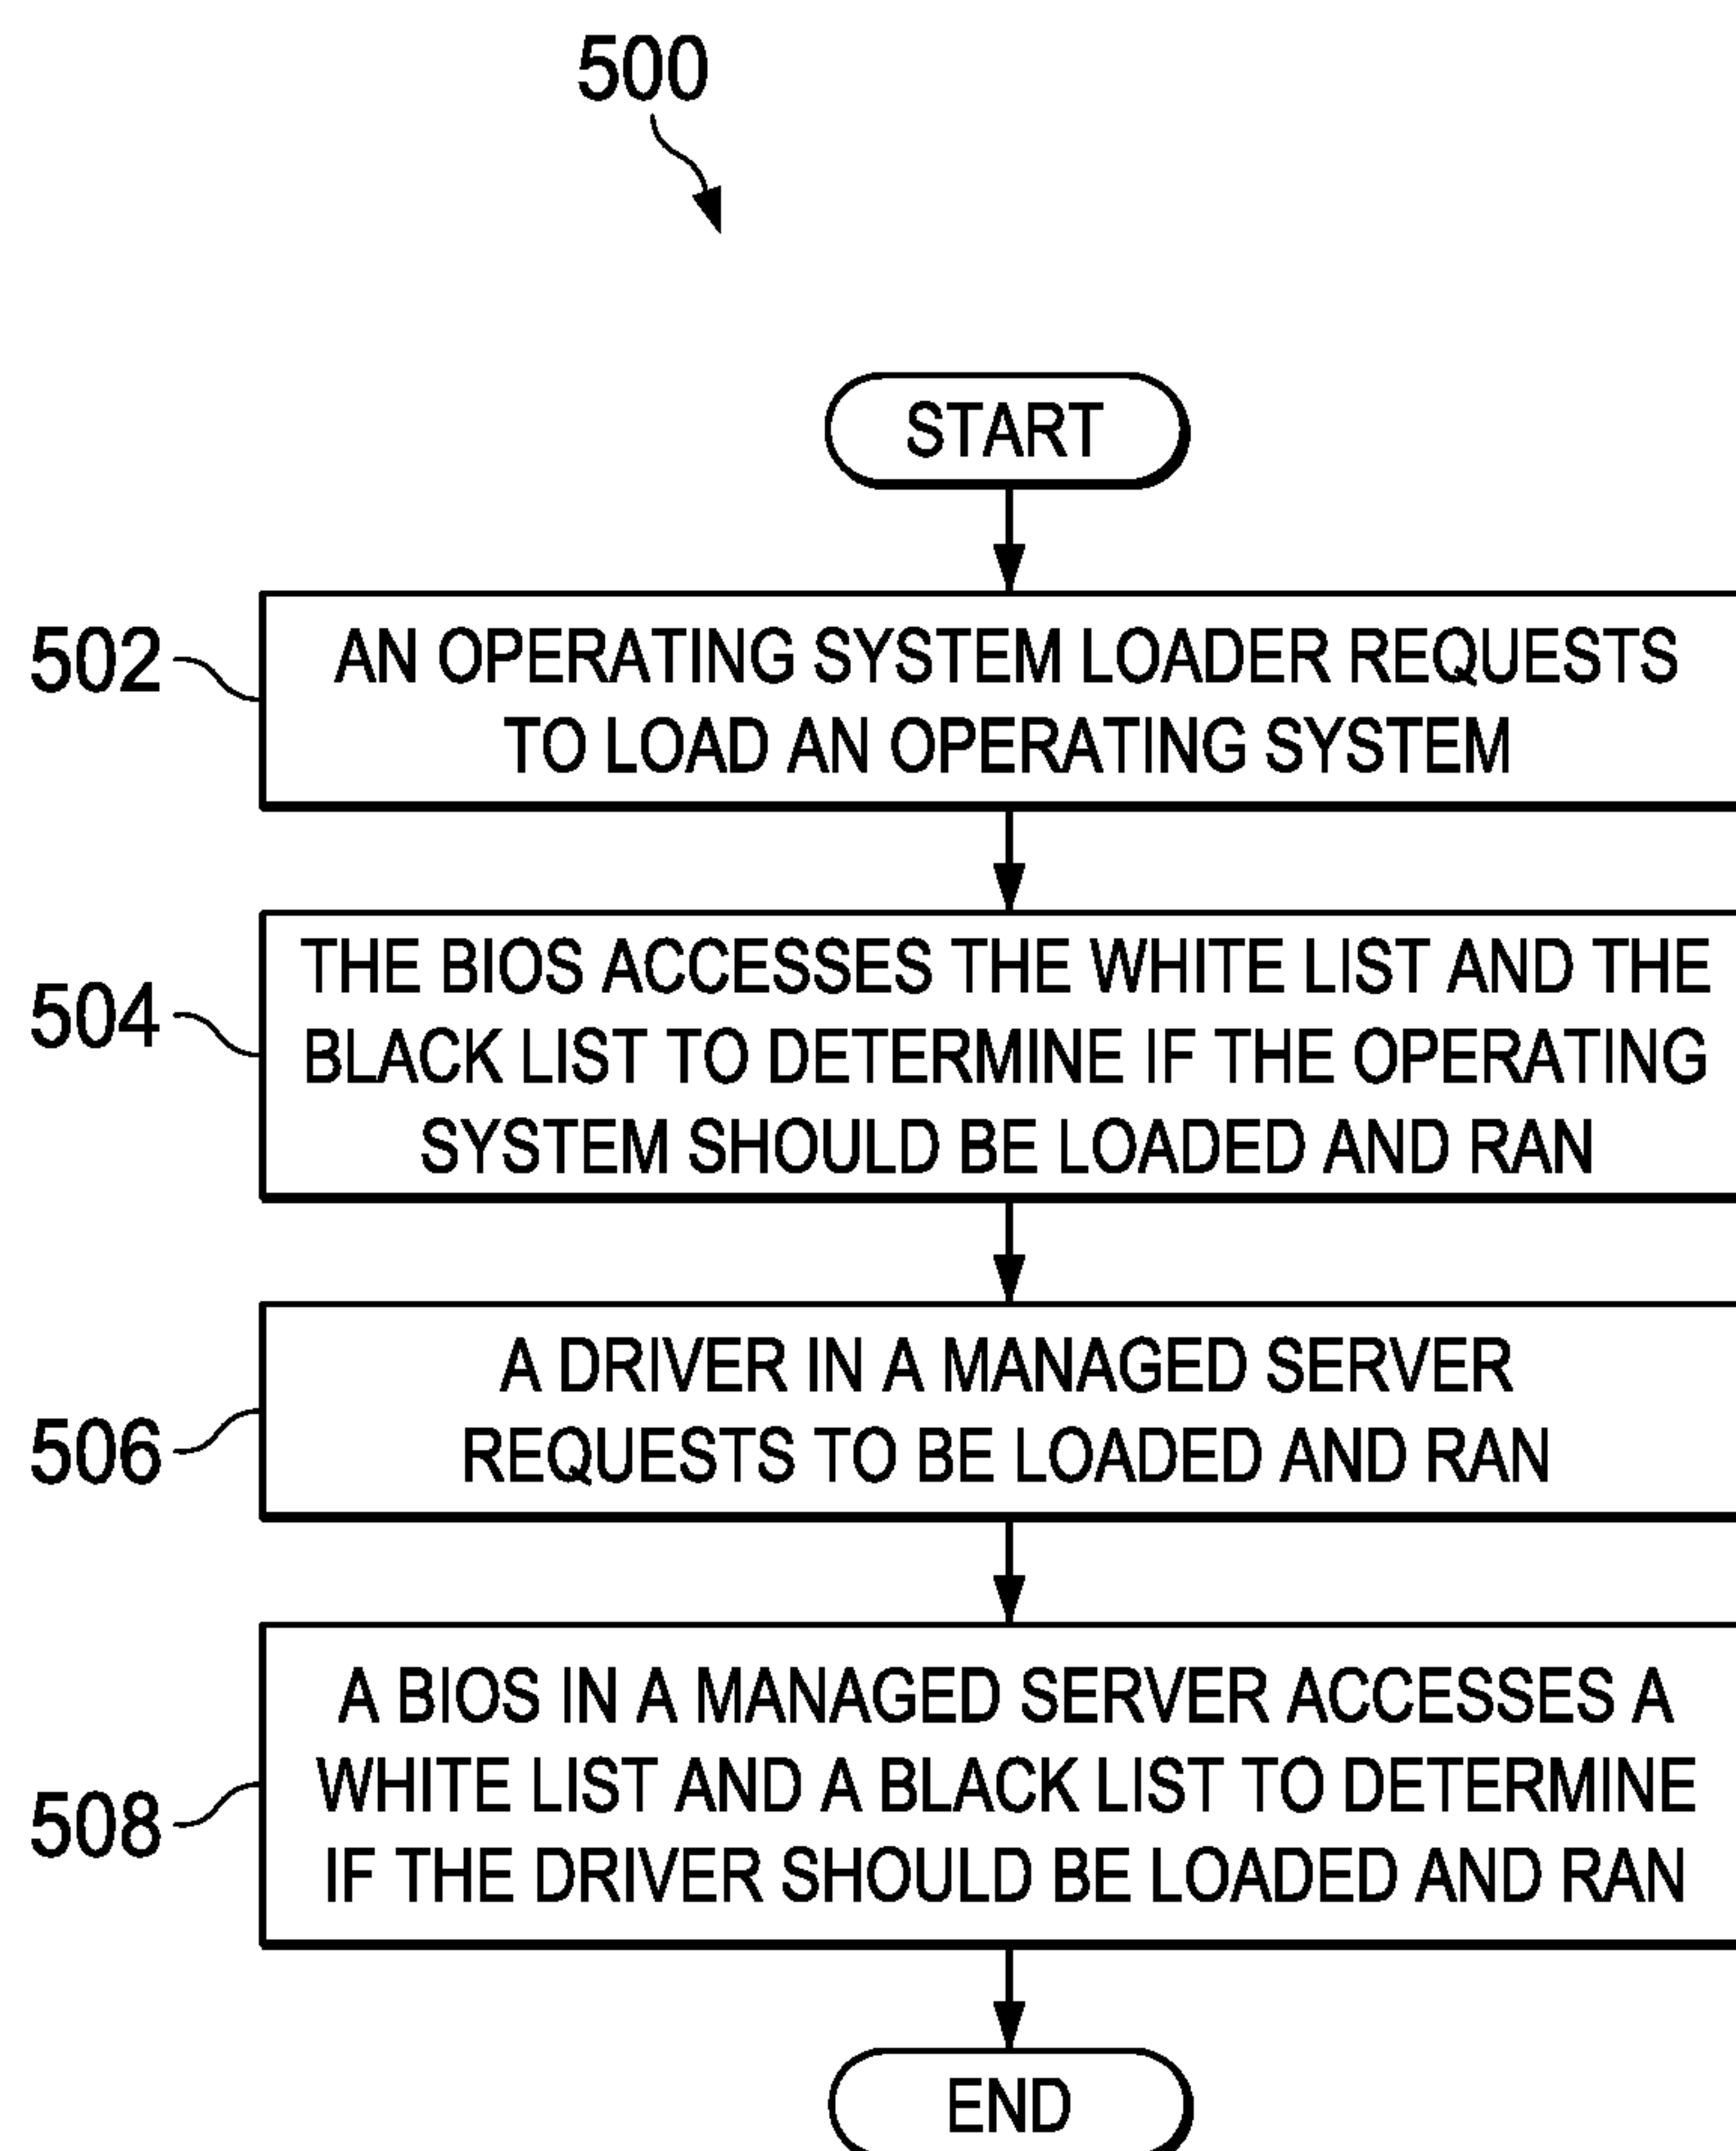 500
START
502
AN OPERATING SYSTEM LOADER REQUESTS
TO LOAD AN OPERATING SYSTEM
504
THE BIOS ACCESSES THE WHITE LIST AND THE
BLACK LIST TO DETERMINE IF THE OPERATING
SYSTEM SHOULD BE LOADED AND RAN
506
A DRIVER IN A MANAGED SERVER
REQUESTS TO BE LOADED AND RAN
508
A BIOS IN A MANAGED SERVER ACCESSES A
WHITE LIST AND A BLACK LIST TO DETERMINE
IF THE DRIVER SHOULD BE LOADED AND RAN
END